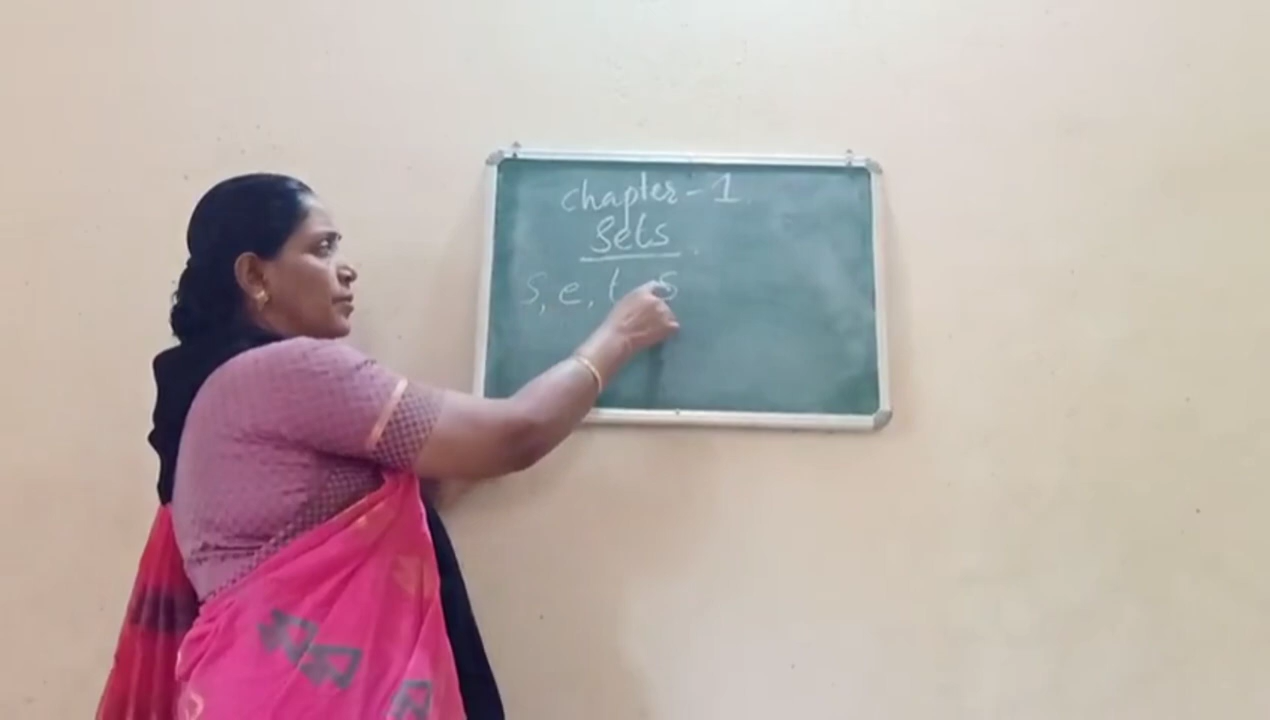 Chapter - 1
Sets
s, e, t, s